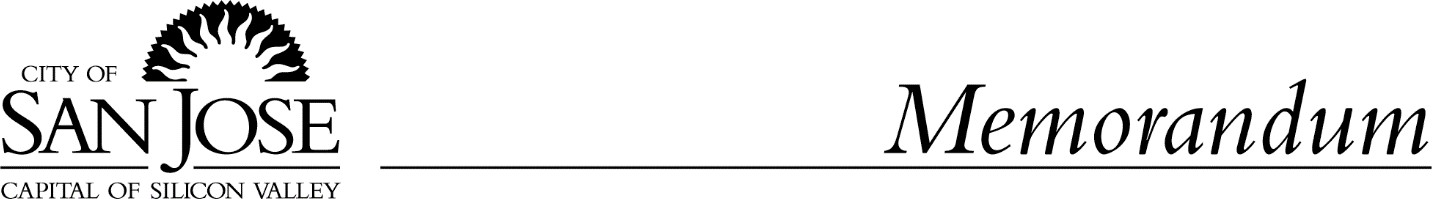 CITY OF
SAN JOSE
CAPITAL OF SILICON VALLEY
Memorandum